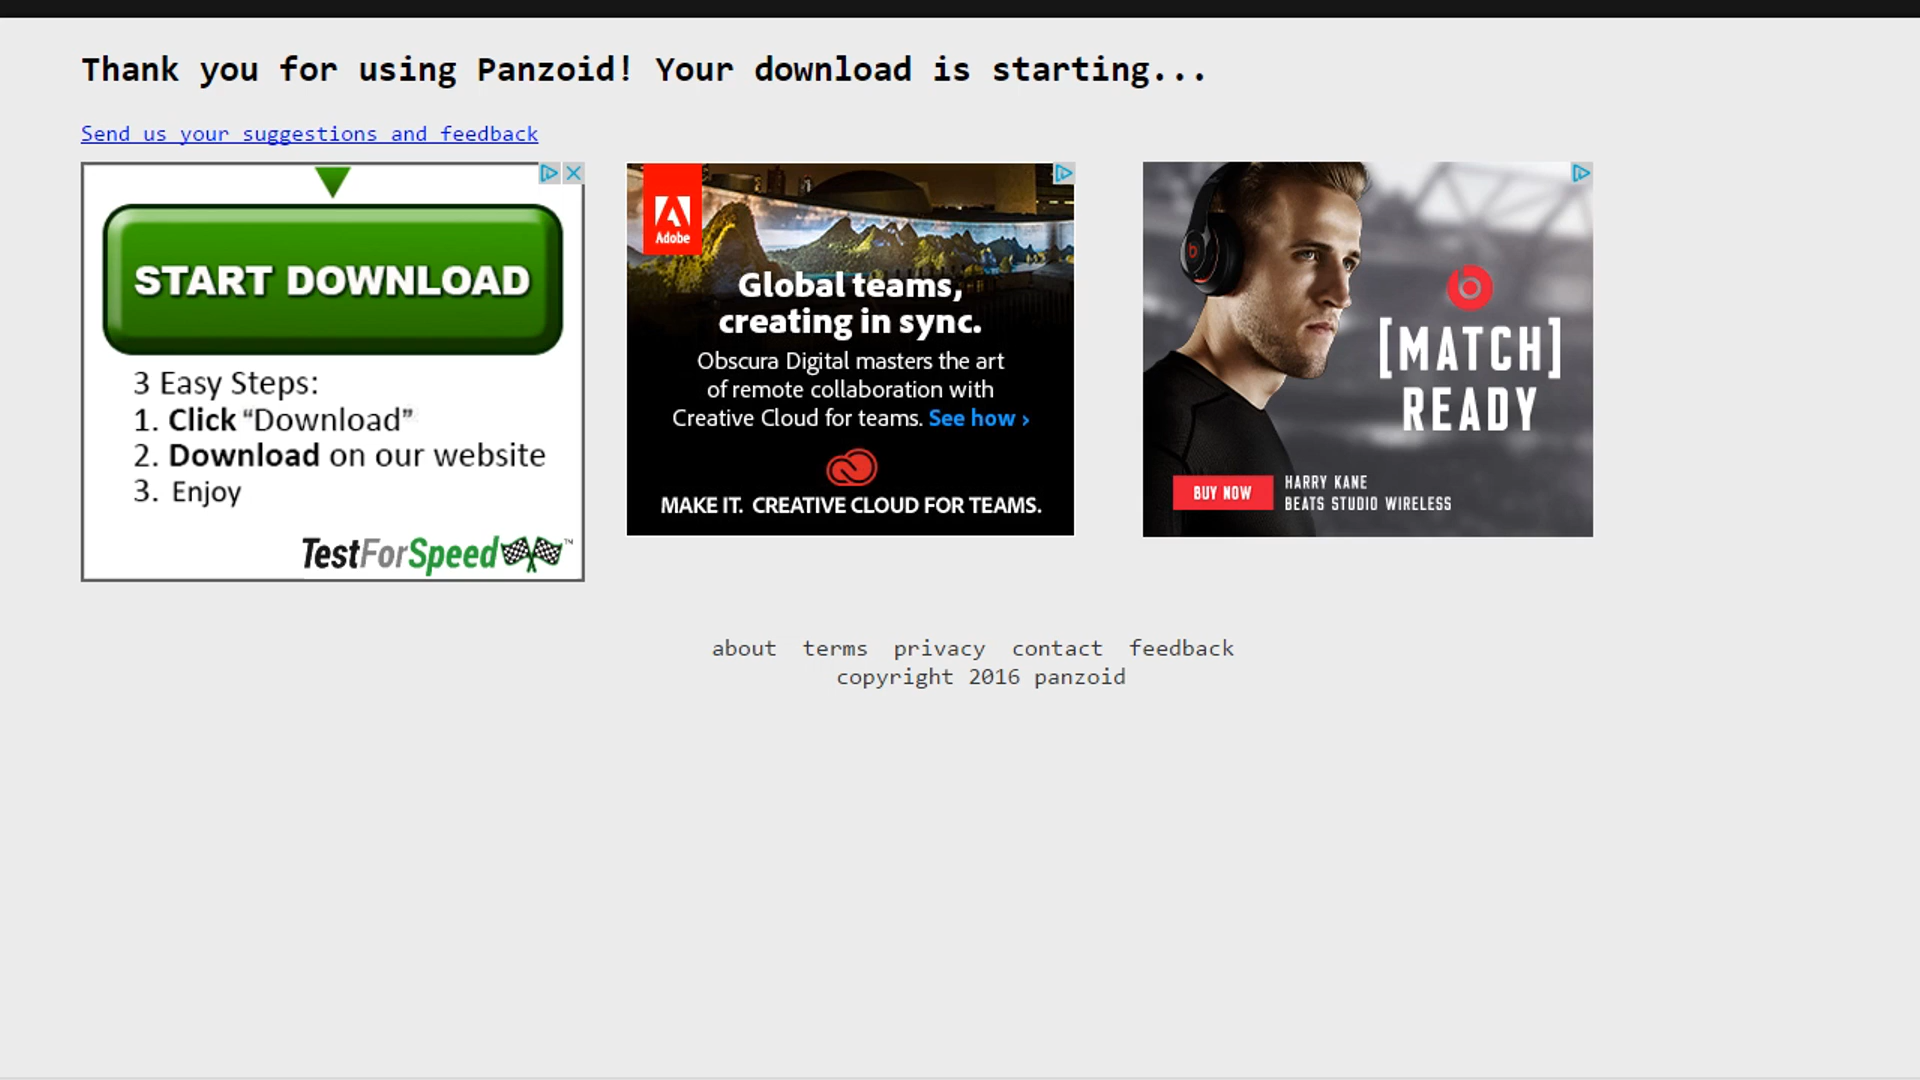 Thank you for using Panzoid! Your download is starting...
Send us your suggestions and feedback
START DOWNLOAD
3 Easy Steps:
1. Click “Download”
2. Download on our website
3. Enjoy
TestForSpeed™
Adobe
Global teams,
creating in sync.
Obscura Digital masters the art
of remote collaboration with
Creative Cloud for teams. See how ›
MAKE IT. CREATIVE CLOUD FOR TEAMS.
b
b
[MATCH]
READY
BUY NOW
HARRY KANE
BEATS STUDIO WIRELESS
about terms privacy contact feedback
copyright 2016 panzoid